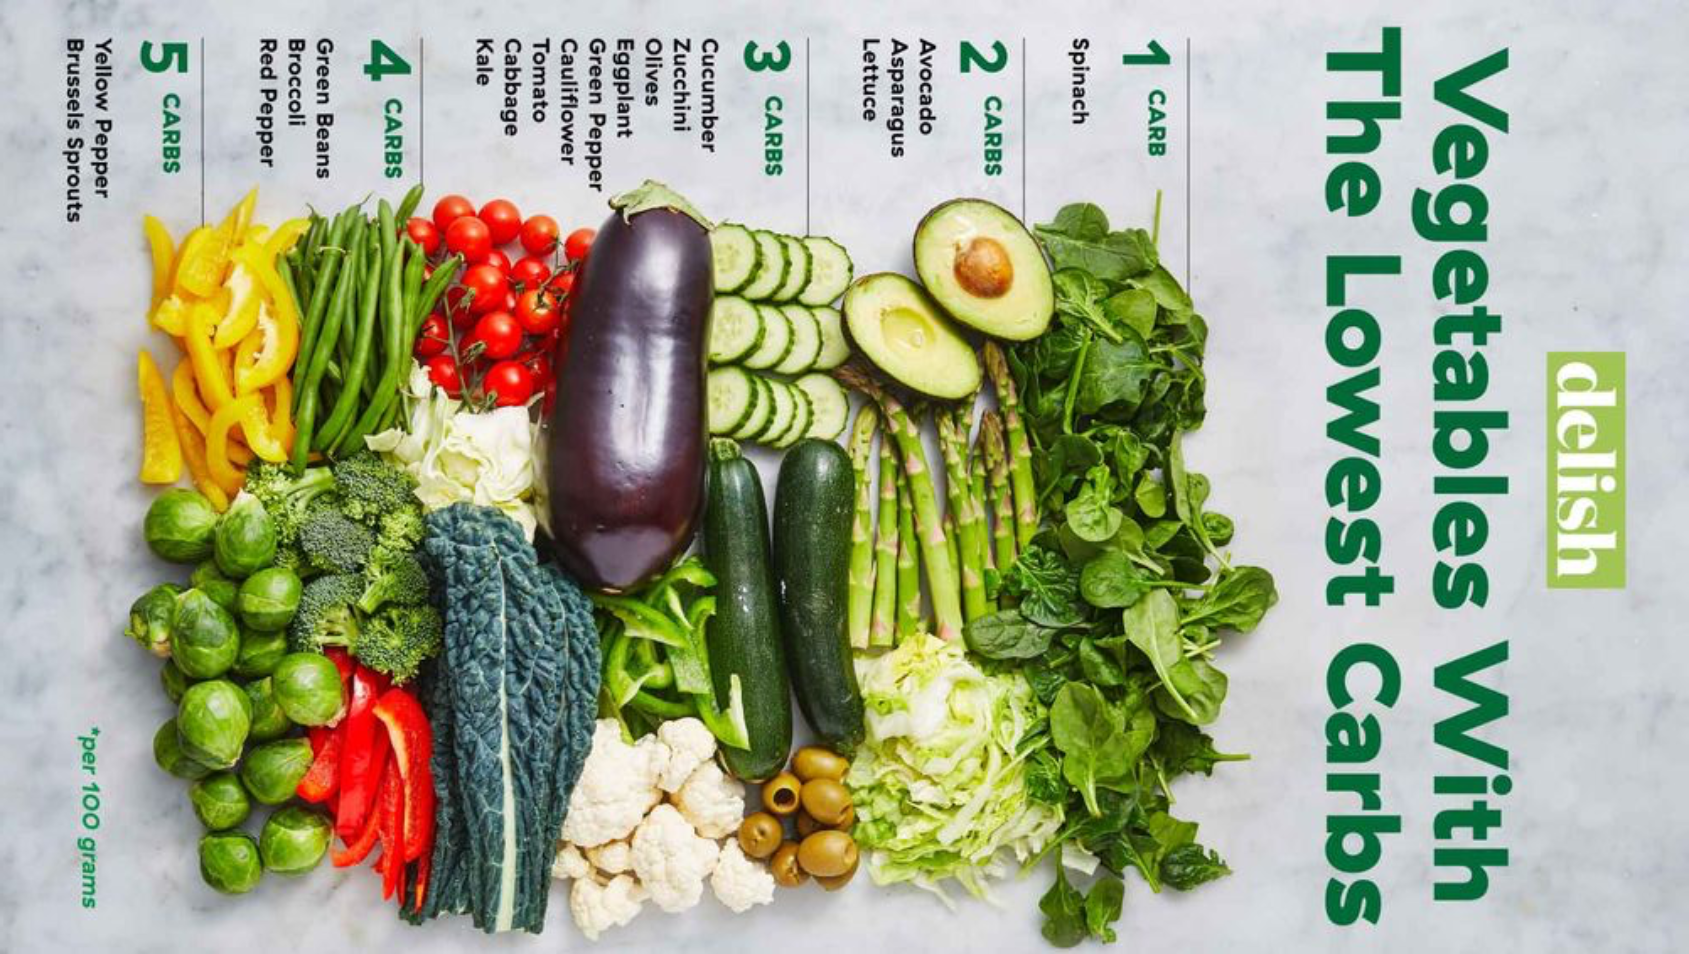 delish
Vegetables With
The Lowest Carbs
1 CARB
Spinach
2 CARBS
Avocado
Asparagus
Lettuce
3 CARBS
Cucumber
Zucchini
Olives
Eggplant
Green Pepper
Cauliflower
Tomato
Cabbage
Kale
4 CARBS
Green Beans
Broccoli
Red Pepper
5 CARBS
Yellow Pepper
Brussels Sprouts
*per 100 grams